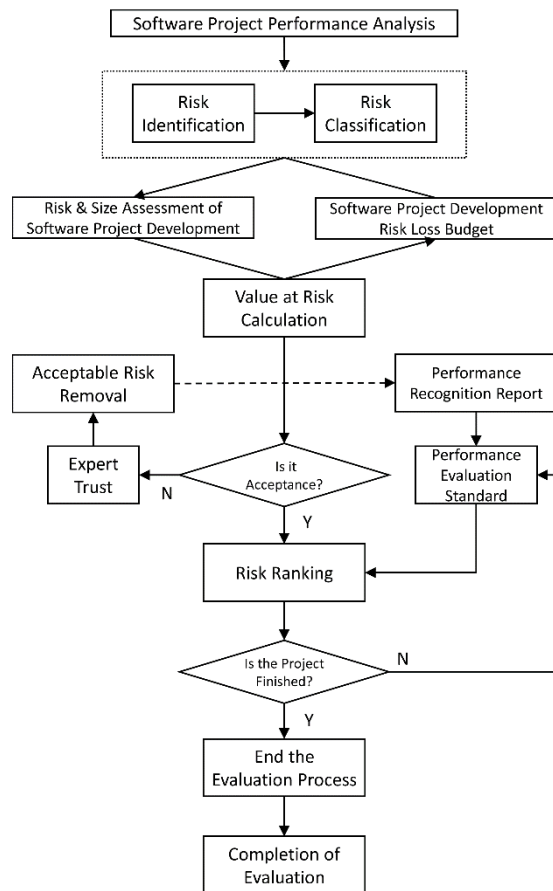 Software Project Performance Analysis
Risk
Identification
Risk
Classification
Risk & Size Assessment of
Software Project Development
Software Project Development
Risk Loss Budget
Value at Risk
Calculation
Acceptable Risk
Removal
Performance
Recognition Report
Expert
Trust
N
Is it
Acceptance?
Performance
Evaluation
Standard
Y
Risk Ranking
Is the Project
Finished?
N
Y
End the
Evaluation Process
Completion of
Evaluation